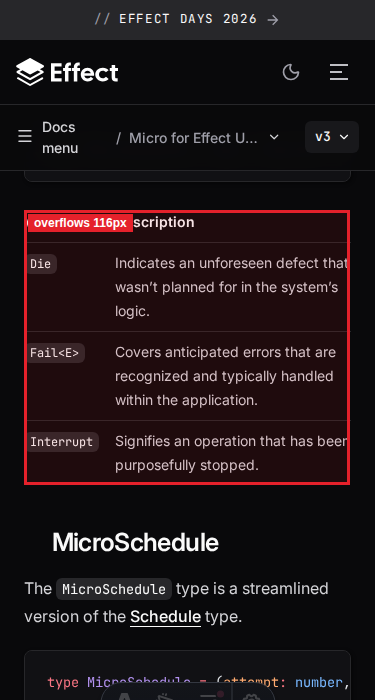 // EFFECT DAYS 2026 →
Effect
Docs menu / Micro for Effect U... v3
overflows 116px scription
Die Indicates an unforeseen defect that
wasn’t planned for in the system’s
logic.
Fail<E> Covers anticipated errors that are
recognized and typically handled
within the application.
Interrupt Signifies an operation that has been
purposefully stopped.
MicroSchedule
The MicroSchedule type is a streamlined
version of the Schedule type.
type MicroSchedule = (attempt: number,